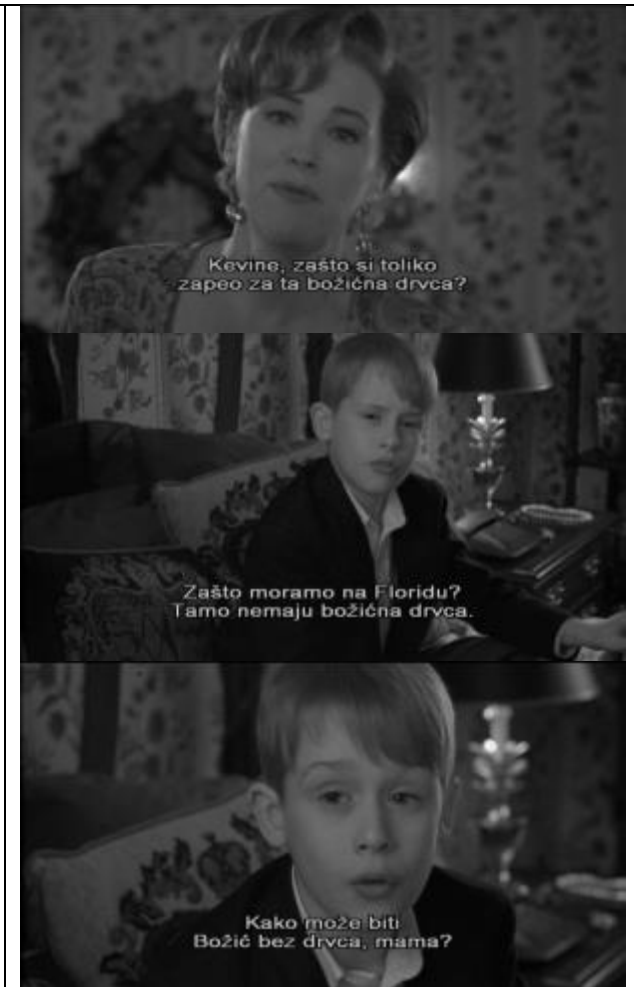 Kevine, zašto si toliko
zapeo za ta božićna drvca?
Zašto moramo na Floridu?
Tamo nemaju božićna drvca.
Kako može biti
Božić bez drvca, mama?